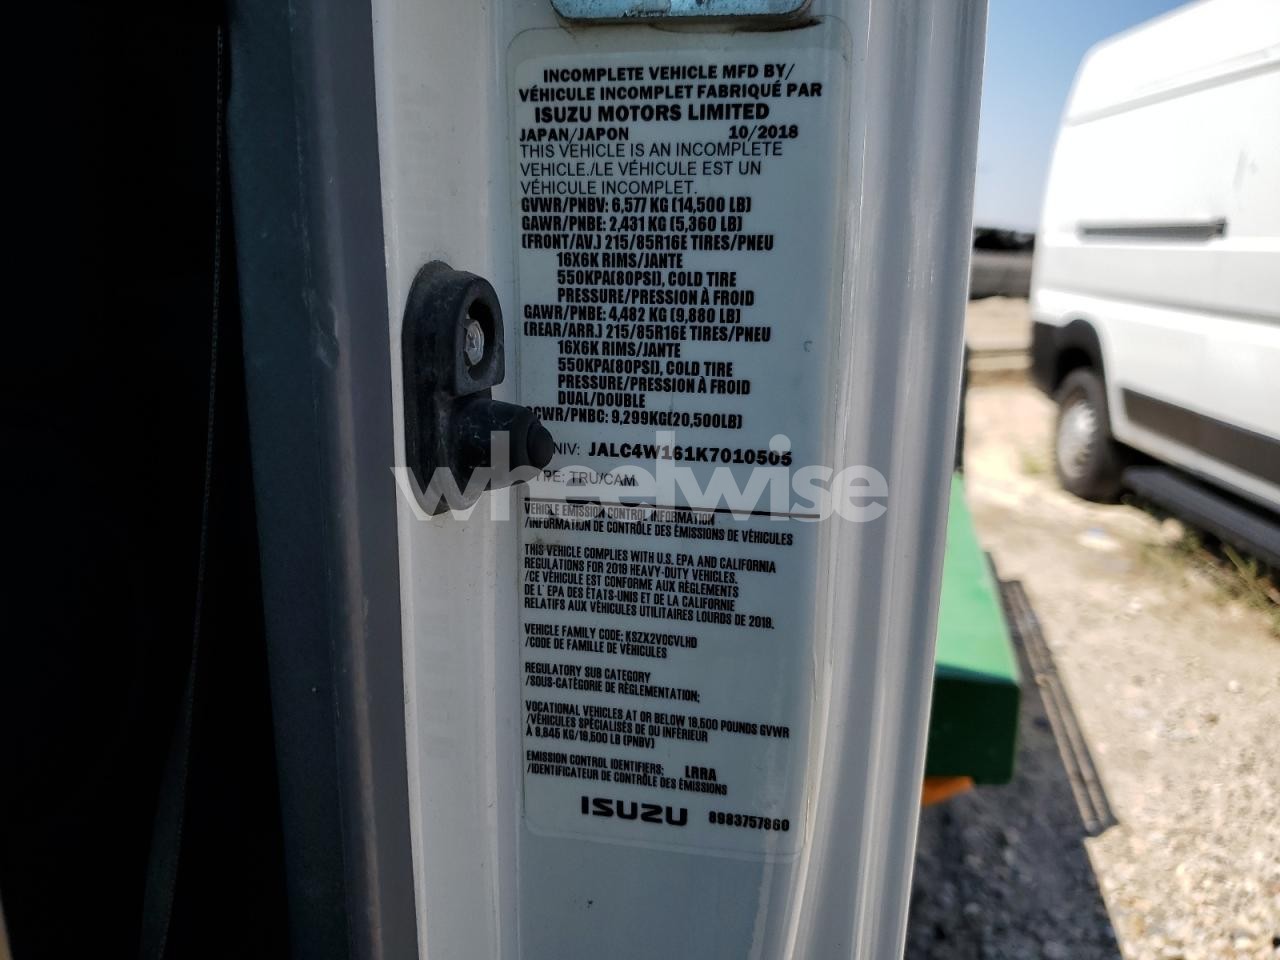 INCOMPLETE VEHICLE MFD BY/
VÉHICULE INCOMPLET FABRIQUÉ PAR
ISUZU MOTORS LIMITED
JAPAN/JAPON 10/2018
THIS VEHICLE IS AN INCOMPLETE
VEHICLE./LE VÉHICULE EST UN
VÉHICULE INCOMPLET.
GVWR/PNBV: 6,577 KG (14,500 LB)
GAWR/PNBE: 2,431 KG (5,360 LB)
(FRONT/AV.) 215/85R16E TIRES/PNEU
16X6K RIMS/JANTE
550KPA(80PSI), COLD TIRE
PRESSURE/PRESSION À FROID
GAWR/PNBE: 4,482 KG (9,880 LB)
(REAR/ARR.) 215/85R16E TIRES/PNEU
16X6K RIMS/JANTE
550KPA(80PSI), COLD TIRE
PRESSURE/PRESSION À FROID
DUAL/DOUBLE
CWR/PNBC: 9,299KG(20,500LB)
NIV: JALC4W161K7010505
YPE: TRU/CAM
wheelwise
VEHICLE EMISSION CONTROL INFORMATION
/INFORMATION DE CONTRÔLE DES ÉMISSIONS DE VÉHICULES
THIS VEHICLE COMPLIES WITH U.S. EPA AND CALIFORNIA
REGULATIONS FOR 2019 HEAVY-DUTY VEHICLES.
/CE VÉHICULE EST CONFORME AUX RÈGLEMENTS
DE L'EPA DES ÉTATS-UNIS ET DE LA CALIFORNIE
RELATIFS AUX VÉHICULES UTILITAIRES LOURDS DE 2019.
VEHICLE FAMILY CODE: KSZX2VOCVLHD
/CODE DE FAMILLE DE VÉHICULES
REGULATORY SUB CATEGORY
/SOUS-CATÉGORIE DE RÈGLEMENTATION:
VOCATIONAL VEHICLES AT OR BELOW 19,500 POUNDS GVWR
/VÉHICULES SPÉCIALISÉS DE OU INFÉRIEUR
À 8,845 KG/19,500 LB (PNBV)
EMISSION CONTROL IDENTIFIERS: LRRA
/IDENTIFICATEUR DE CONTRÔLE DES ÉMISSIONS
ISUZU 8983757860